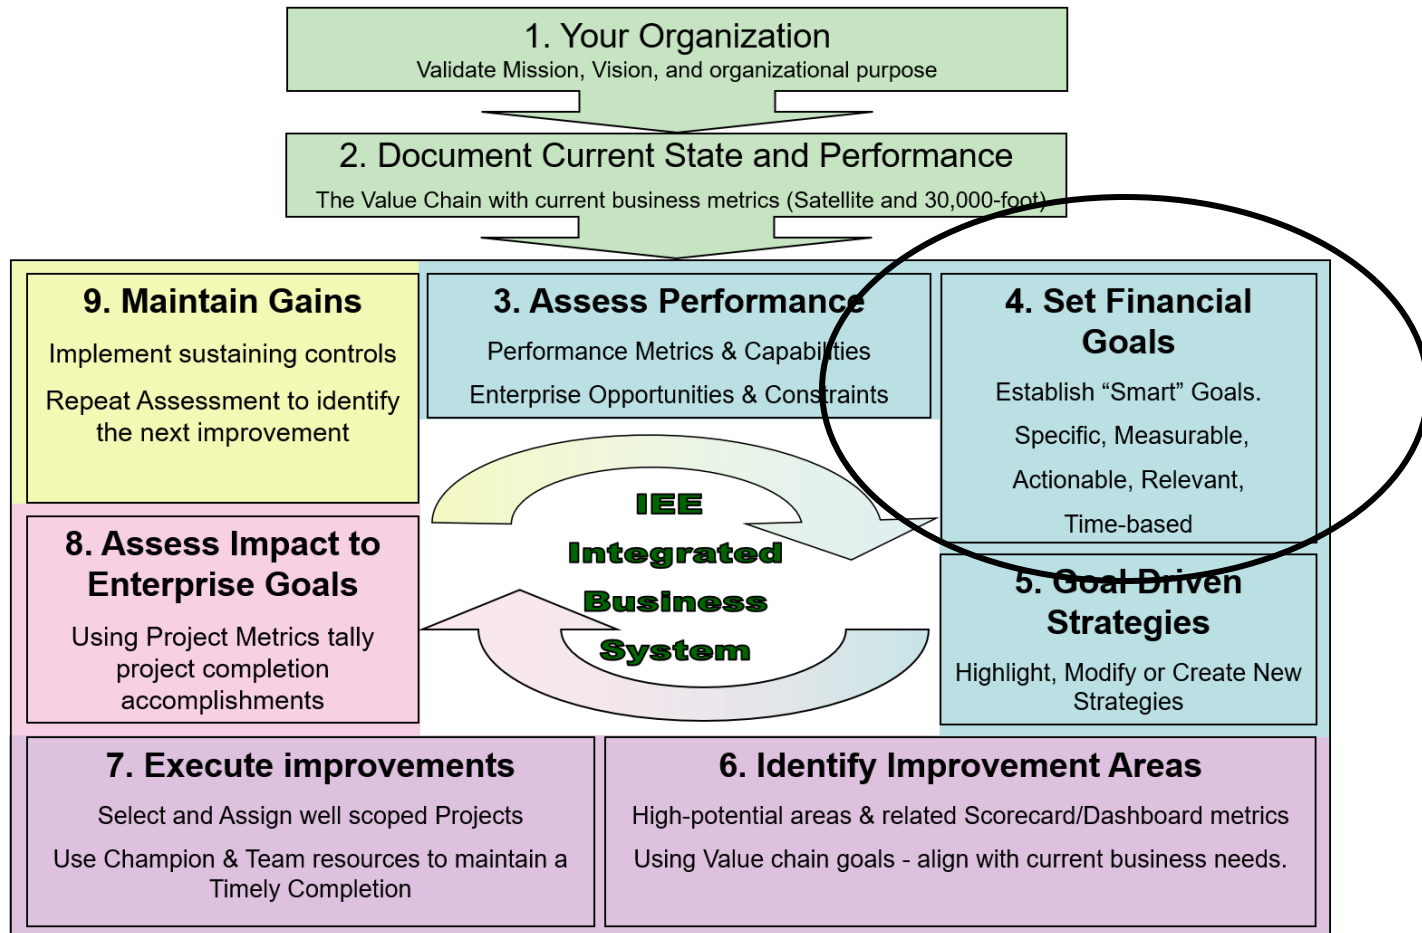 1. Your Organization
Validate Mission, Vision, and organizational purpose
2. Document Current State and Performance
The Value Chain with current business metrics (Satellite and 30,000-foot)
3. Assess Performance
Performance Metrics & Capabilities
Enterprise Opportunities & Constraints
4. Set Financial
Goals
Establish “Smart” Goals.
Specific, Measurable,
Actionable, Relevant,
Time-based
5. Goal Driven
Strategies
Highlight, Modify or Create New
Strategies
6. Identify Improvement Areas
High-potential areas & related Scorecard/Dashboard metrics
Using Value chain goals - align with current business needs.
7. Execute improvements
Select and Assign well scoped Projects
Use Champion & Team resources to maintain a
Timely Completion
8. Assess Impact to
Enterprise Goals
Using Project Metrics tally
project completion
accomplishments
9. Maintain Gains
Implement sustaining controls
Repeat Assessment to identify
the next improvement
IEE
Integrated
Business
System